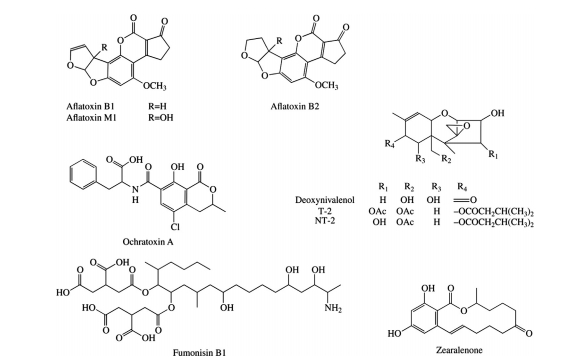 Aflatoxin B1 R=H
Aflatoxin M1 R=OH
Aflatoxin B2
O O
O
R
O
O
OCH₃
O O
O
R
O
O
OCH₃
O
O
OH
R₄
R₃
R₂
R₁
R₁ R₂ R₃ R₄
Deoxynivalenol H OH OH =O
T-2 OAc OAc H –OCOCH₂CH(CH₃)₂
NT-2 OH OAc H –OCOCH₂CH(CH₃)₂
O OH
O OH O
N
H
O
Cl
Ochratoxin A
O
OH
O
O
HO
O
O
O
O
OH
O
OH
OH
OH OH
NH₂
Fumonisin B1
OH O
O
HO
O
Zearalenone